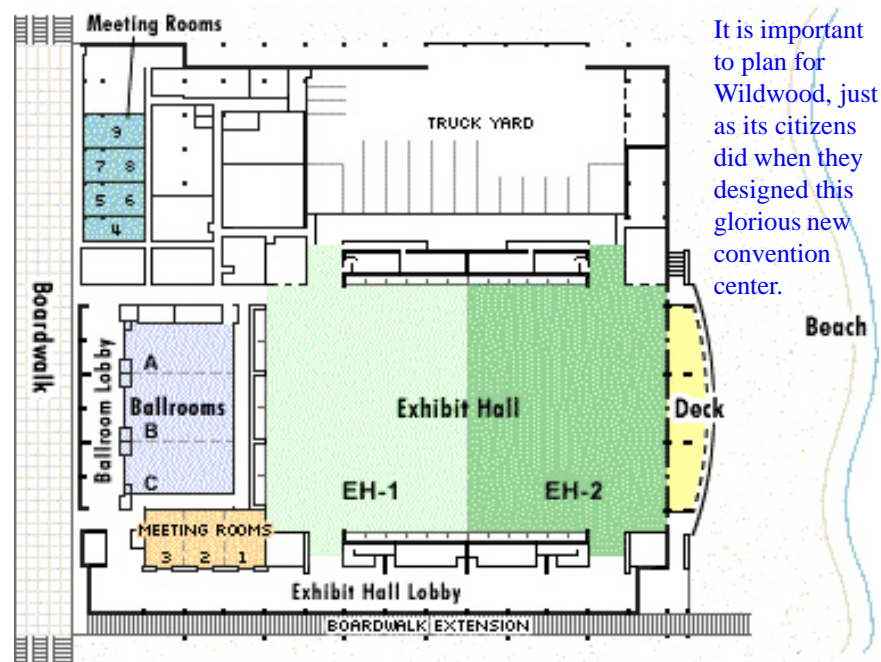 Meeting Rooms
It is important
to plan for
Wildwood, just
as its citizens
did when they
designed this
glorious new
convention
center.
TRUCK YARD
9
7 8
5 6
4
Boardwalk
Ballroom Lobby
A
Ballrooms
B
C
Exhibit Hall
EH-1
EH-2
Deck
Beach
MEETING ROOMS
3 2 1
Exhibit Hall Lobby
BOARDWALK EXTENSION